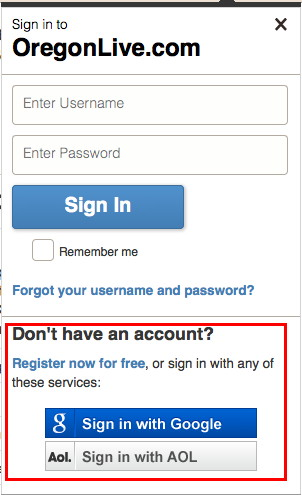 Sign in to
OregonLive.com
Enter Username
Enter Password
Sign In
Remember me
Forgot your username and password?
Don't have an account?
Register now for free, or sign in with any of
these services:
g Sign in with Google
Aol. Sign in with AOL